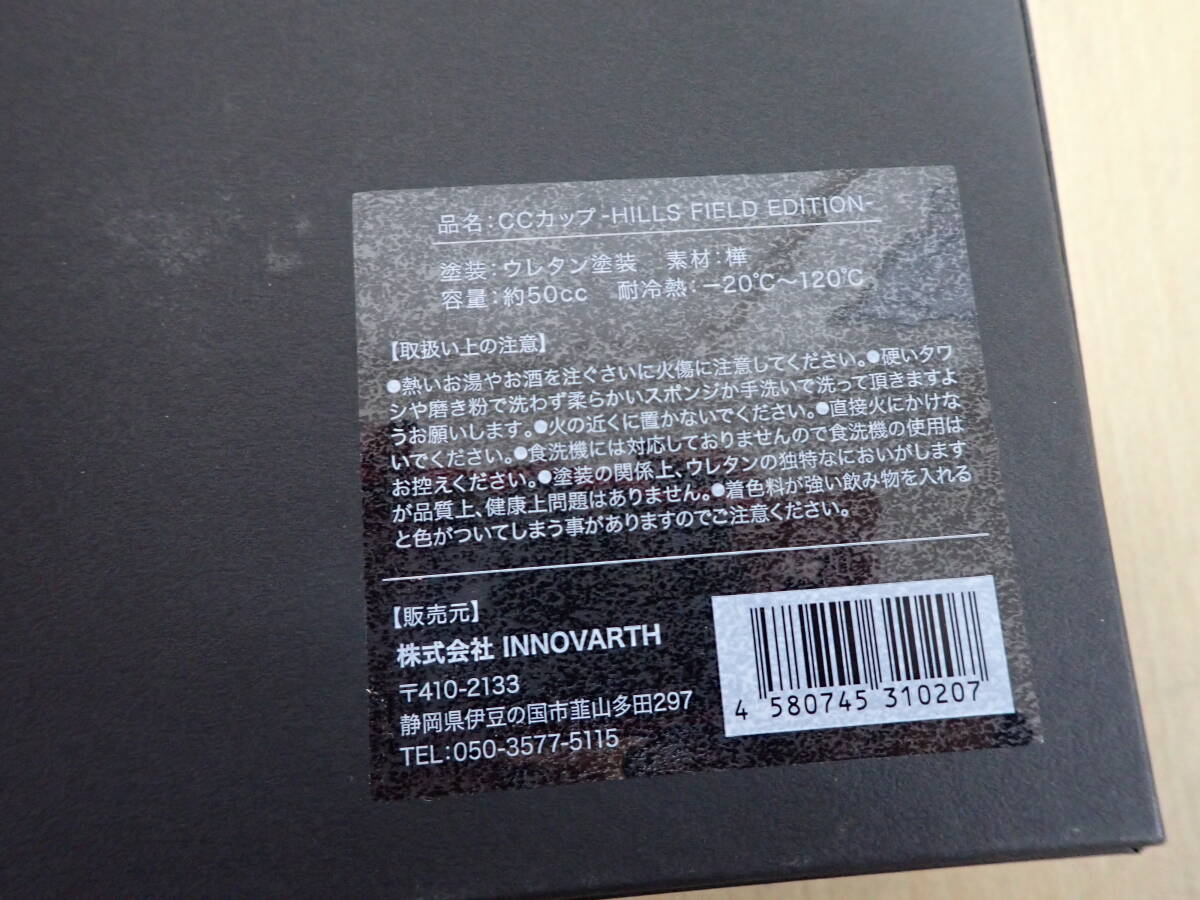 品名：CCカップ-HILLS FIELD EDITION-
塗装：ウレタン塗装　素材：樺
容量：約50cc　耐冷熱：−20℃〜120℃
【取扱い上の注意】
●熱いお湯やお酒を注ぐさいに火傷に注意してください。●硬いタワ
シや磨き粉で洗わず柔らかいスポンジか手洗いで洗って頂きますよ
うお願いします。●火の近くに置かないでください。●直接火にかけな
いでください。●食洗機には対応しておりませんので食洗機の使用は
お控えください。●塗装の関係上、ウレタンの独特なにおいがします
が品質上、健康上問題はありません。●着色料が強い飲み物を入れる
と色がついてしまう事がありますのでご注意ください。
【販売元】
株式会社 INNOVARTH
〒410-2133
静岡県伊豆の国市韮山多田297
TEL：050-3577-5115
4 580745 310207